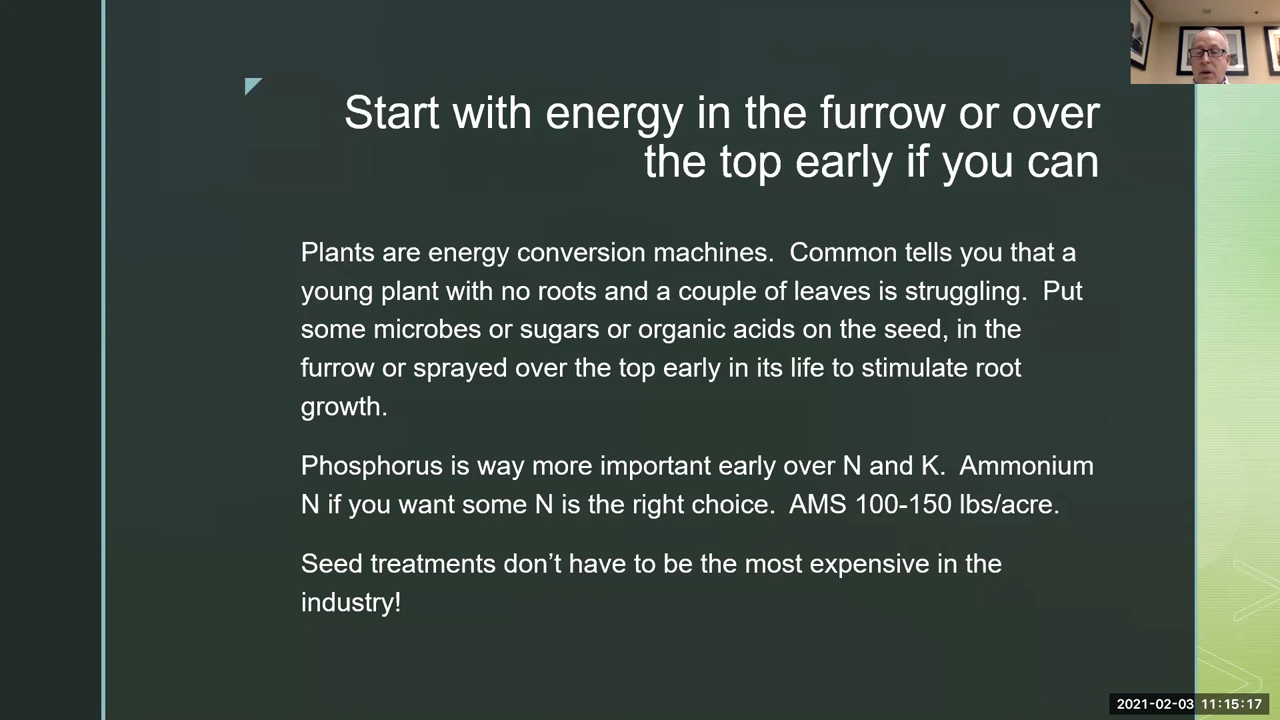 Start with energy in the furrow or over
the top early if you can
Plants are energy conversion machines.  Common tells you that a
young plant with no roots and a couple of leaves is struggling.  Put
some microbes or sugars or organic acids on the seed, in the
furrow or sprayed over the top early in its life to stimulate root
growth.
Phosphorus is way more important early over N and K.  Ammonium
N if you want some N is the right choice.  AMS 100-150 lbs/acre.
Seed treatments don’t have to be the most expensive in the
industry!
2021-02-03 11:15:17